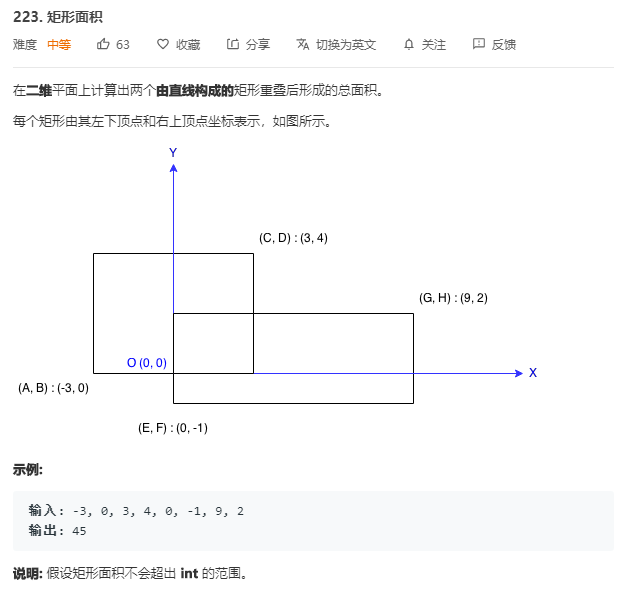 223. 矩形面积
难度 中等 63 收藏 分享 切换为英文 关注 反馈
在二维平面上计算出两个由直线构成的矩形重叠后形成的总面积。
每个矩形由其左下顶点和右上顶点坐标表示，如图所示。
Y
(C, D) : (3, 4)
(G, H) : (9, 2)
O (0, 0)
X
(A, B) : (-3, 0)
(E, F) : (0, -1)
示例:
输入: -3, 0, 3, 4, 0, -1, 9, 2
输出: 45
说明: 假设矩形面积不会超出 int 的范围。